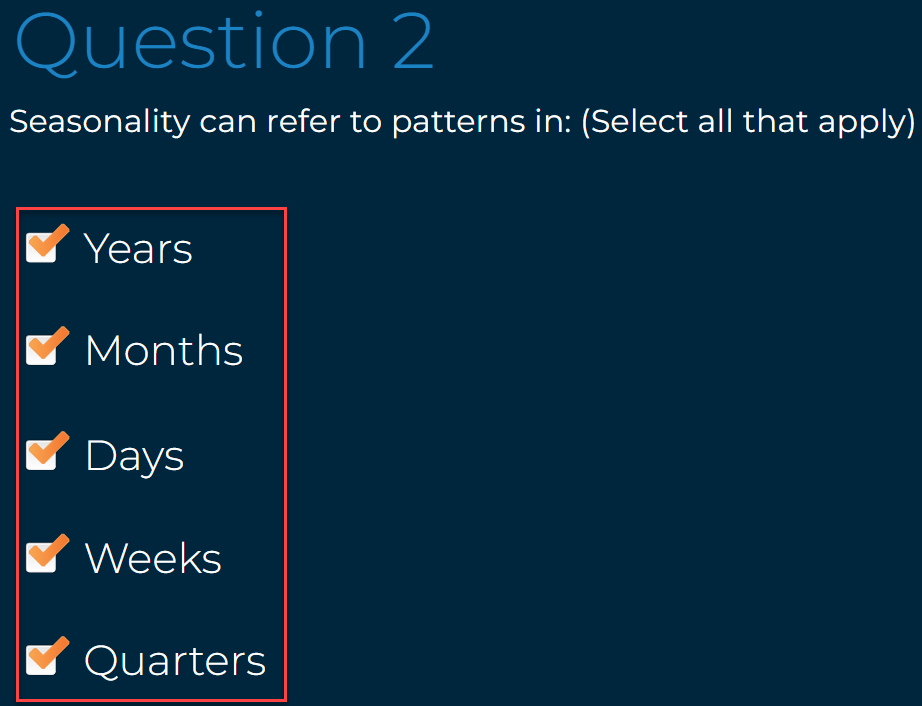 Question 2
Seasonality can refer to patterns in: (Select all that apply)
Years
Months
Days
Weeks
Quarters